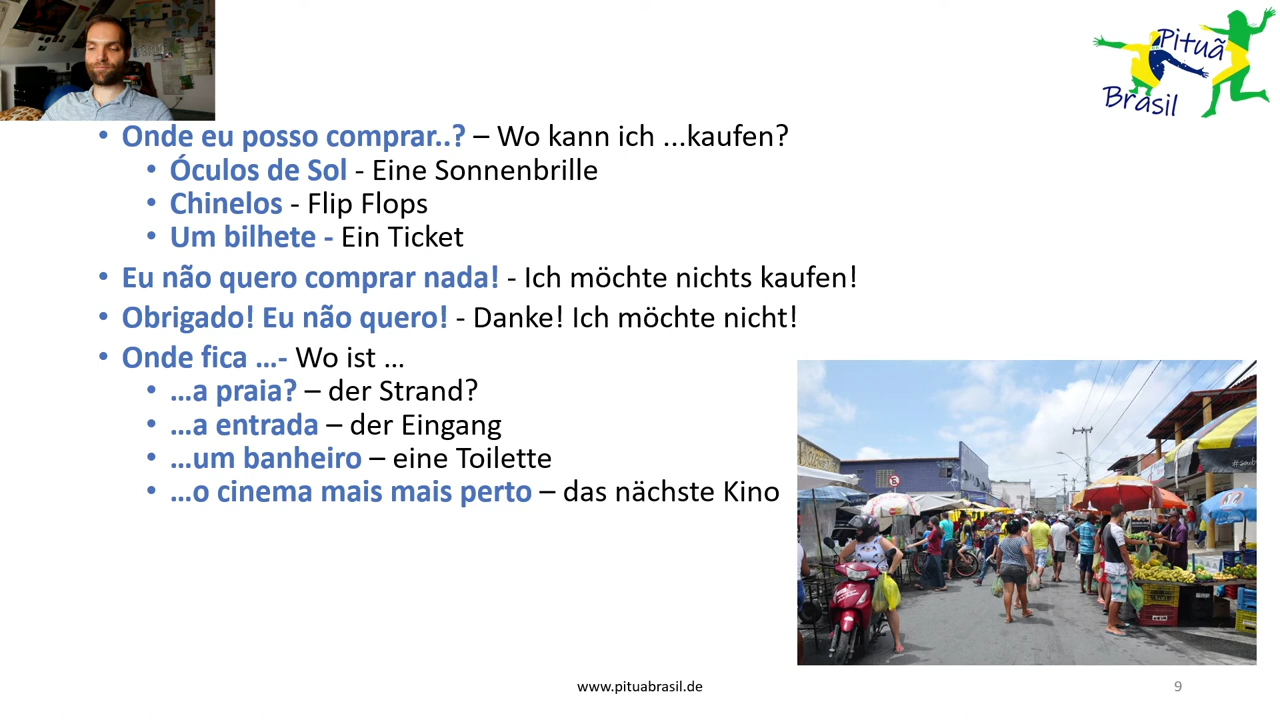 Pituã
Brasil
• Onde eu posso comprar..? – Wo kann ich ...kaufen?
• Óculos de Sol - Eine Sonnenbrille
• Chinelos - Flip Flops
• Um bilhete - Ein Ticket
• Eu não quero comprar nada! - Ich möchte nichts kaufen!
• Obrigado! Eu não quero! - Danke! Ich möchte nicht!
• Onde fica …- Wo ist …
• …a praia? – der Strand?
• …a entrada – der Eingang
• …um banheiro – eine Toilette
• …o cinema mais mais perto – das nächste Kino
www.pituabrasil.de
9